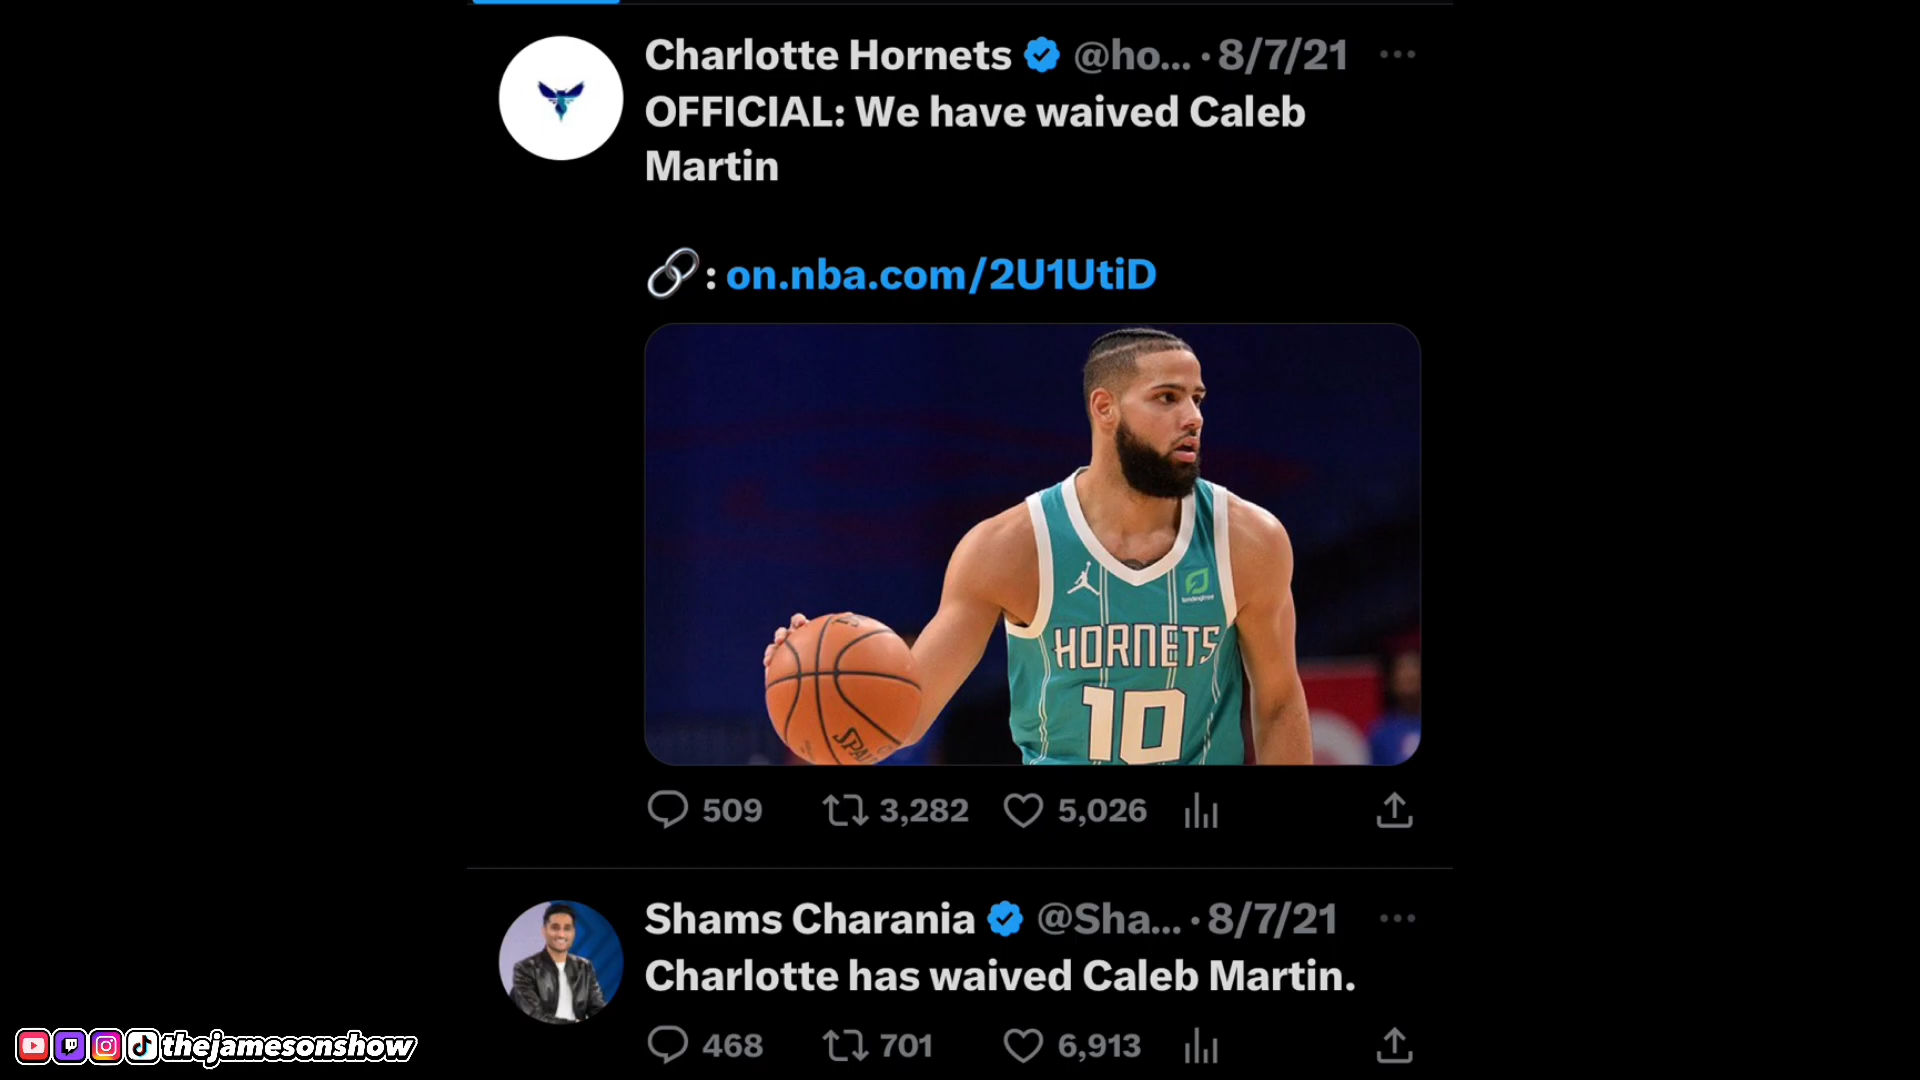 Charlotte Hornets @ho... · 8/7/21
OFFICIAL: We have waived Caleb
Martin
: on.nba.com/2U1UtiD
lendingtree
HORNETS
10
509 3,282 5,026
Shams Charania @Sha... · 8/7/21
Charlotte has waived Caleb Martin.
468 701 6,913
thejamesonshow